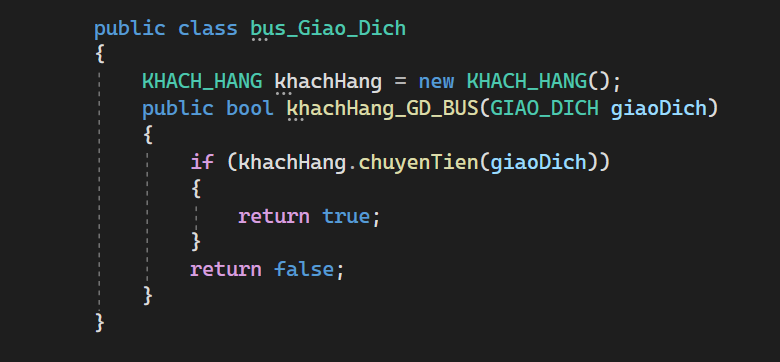 public class bus_Giao_Dich
{
KHACH_HANG khachHang = new KHACH_HANG();
public bool khachHang_GD_BUS(GIAO_DICH giaoDich)
{
if (khachHang.chuyenTien(giaoDich))
{
return true;
}
return false;
}
}